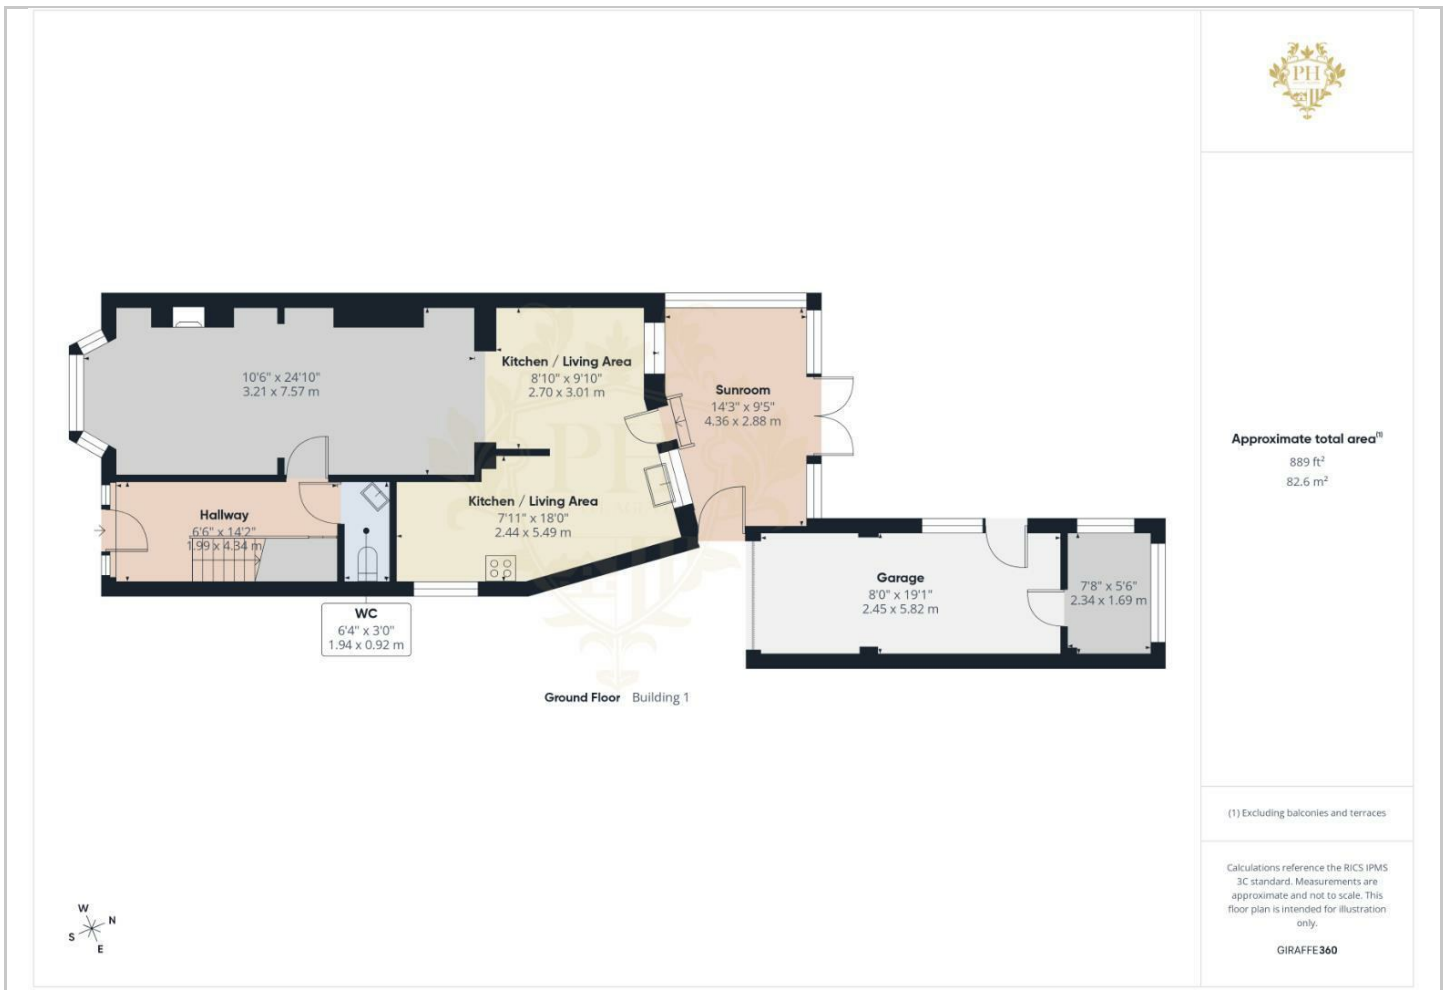 PH
10'6" x 24'10"
3.21 x 7.57 m
Kitchen / Living Area
8'10" x 9'10"
2.70 x 3.01 m
Sunroom
14'3" x 9'5"
4.36 x 2.88 m
Hallway
6'6" x 14'2"
1.99 x 4.34 m
Kitchen / Living Area
7'11" x 18'0"
2.44 x 5.49 m
WC
6'4" x 3'0"
1.94 x 0.92 m
Garage
8'0" x 19'1"
2.45 x 5.82 m
7'8" x 5'6"
2.34 x 1.69 m
PH
Ground Floor Building 1
W
N
S
E
Approximate total area(1)
889 ft²
82.6 m²
(1) Excluding balconies and terraces
Calculations reference the RICS IPMS
3C standard. Measurements are
approximate and not to scale. This
floor plan is intended for illustration
only.
GIRAFFE360